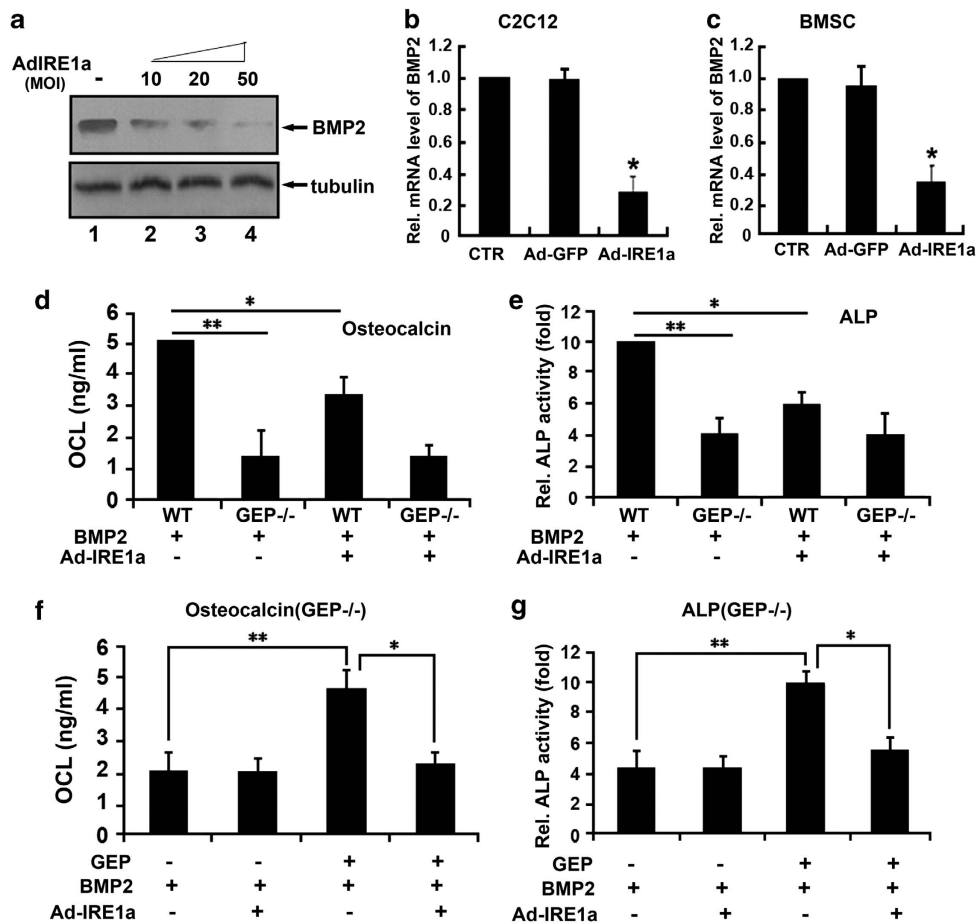 a
AdIRE1a
(MOI)
- 10 20 50
BMP2
tubulin
1 2 3 4
b
C2C12
Rel. mRNA level of BMP2
1.2
1.0
0.8
0.6
0.4
0.2
0
*
CTR Ad-GFP Ad-IRE1a
c
BMSC
Rel. mRNA level of BMP2
1.2
1.0
0.8
0.6
0.4
0.2
0
*
CTR Ad-GFP Ad-IRE1a
d
Osteocalcin
OCL (ng/ml)
6
5
4
3
2
1
0
*
**
WT GEP-/- WT GEP-/-
BMP2 + + + +
Ad-IRE1a - - + +
e
ALP
Rel. ALP activity (fold)
12
10
8
6
4
2
0
*
**
WT GEP-/- WT GEP-/-
BMP2 + + + +
Ad-IRE1a - - + +
f
Osteocalcin(GEP-/-)
OCL (ng/ml)
6
5
4
3
2
1
0
** *
GEP - - + +
BMP2 + + + +
Ad-IRE1a - + - +
g
ALP(GEP-/-)
Rel. ALP activity (fold)
12
10
8
6
4
2
0
** *
GEP - - + +
BMP2 + + + +
Ad-IRE1a - + - +